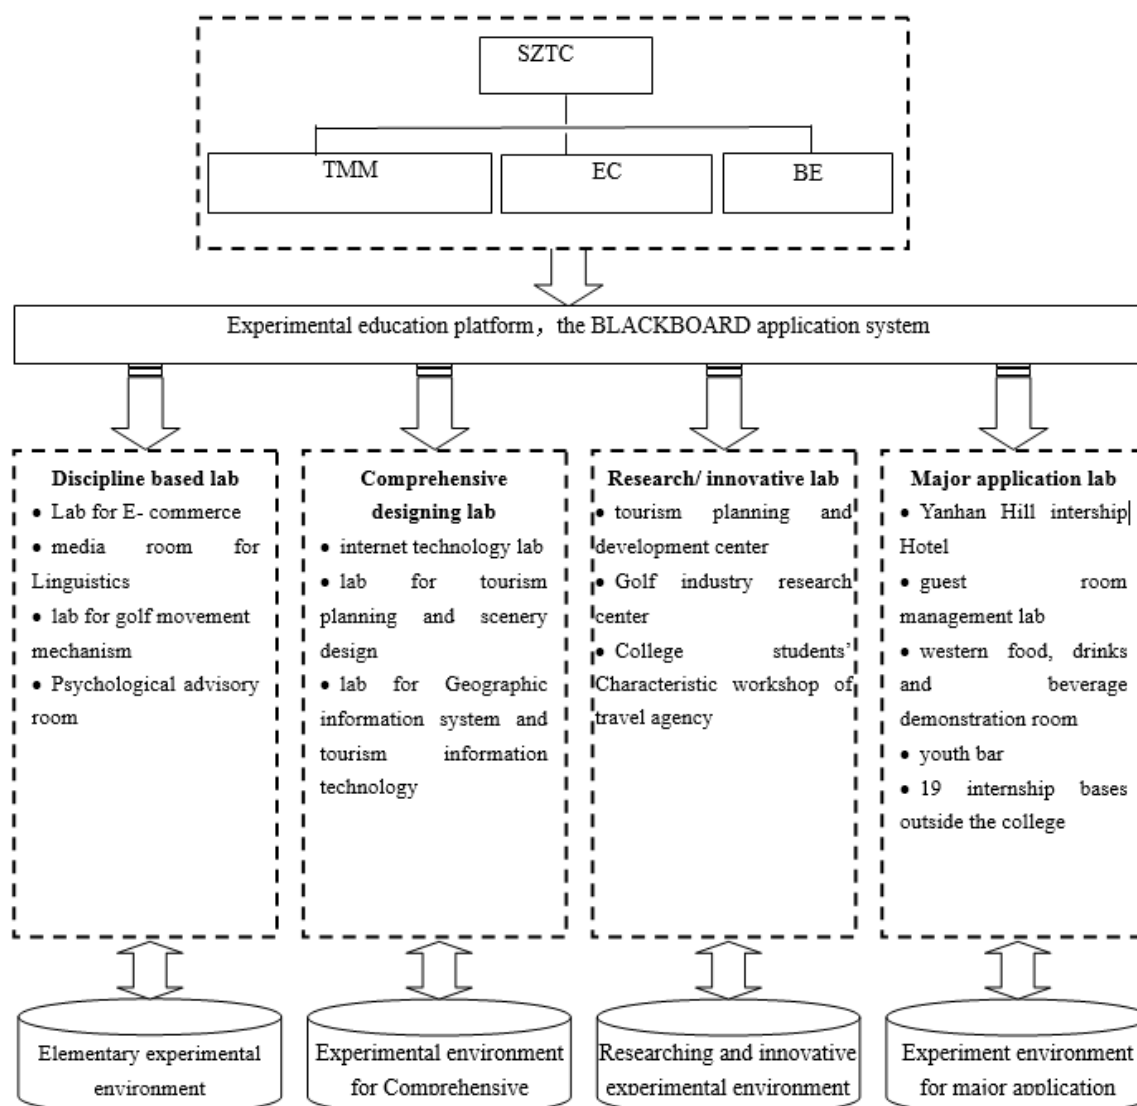 SZTC
TMM
EC
BE
Experimental education platform，the BLACKBOARD application system
Discipline based lab
• Lab for E- commerce
• media room for
Linguistics
• lab for golf movement
mechanism
• Psychological advisory
room
Comprehensive
designing lab
• internet technology lab
• lab for tourism
planning and scenery
design
• lab for Geographic
information system and
tourism information
technology
Research/ innovative lab
• tourism planning and
development center
• Golf industry research
center
• College students’
Characteristic workshop of
travel agency
Major application lab
• Yanhan Hill intership
Hotel
• guest room
management lab
• western food, drinks
and beverage
demonstration room
• youth bar
• 19 internship bases
outside the college
Elementary experimental
environment
Experimental environment
for Comprehensive
Researching and innovative
experimental environment
Experiment environment
for major application